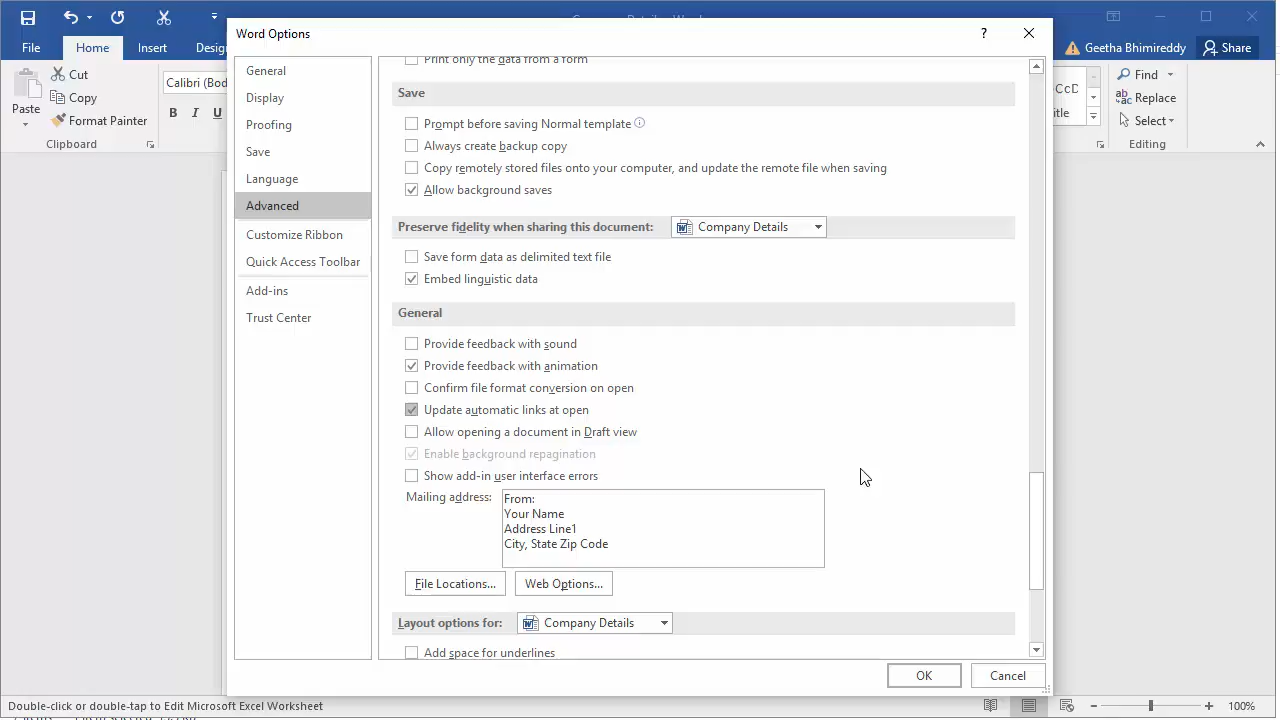 Word Options
?
File
Home
Insert
Geetha Bhimireddy
Share
Cut
Copy
Paste
Format Painter
Clipboard
Calibri (Bod
B I U
Find
Replace
Select
Editing
General
Display
Proofing
Save
Language
Advanced
Customize Ribbon
Quick Access Toolbar
Add-ins
Trust Center
Print only the data from a form
Save
Prompt before saving Normal template
Always create backup copy
Copy remotely stored files onto your computer, and update the remote file when saving
Allow background saves
Preserve fidelity when sharing this document: Company Details
Save form data as delimited text file
Embed linguistic data
General
Provide feedback with sound
Provide feedback with animation
Confirm file format conversion on open
Update automatic links at open
Allow opening a document in Draft view
Enable background repagination
Show add-in user interface errors
Mailing address:
From:
Your Name
Address Line1
City, State Zip Code
File Locations... Web Options...
Layout options for: Company Details
Add space for underlines
OK Cancel
Double-click or double-tap to Edit Microsoft Excel Worksheet
100%